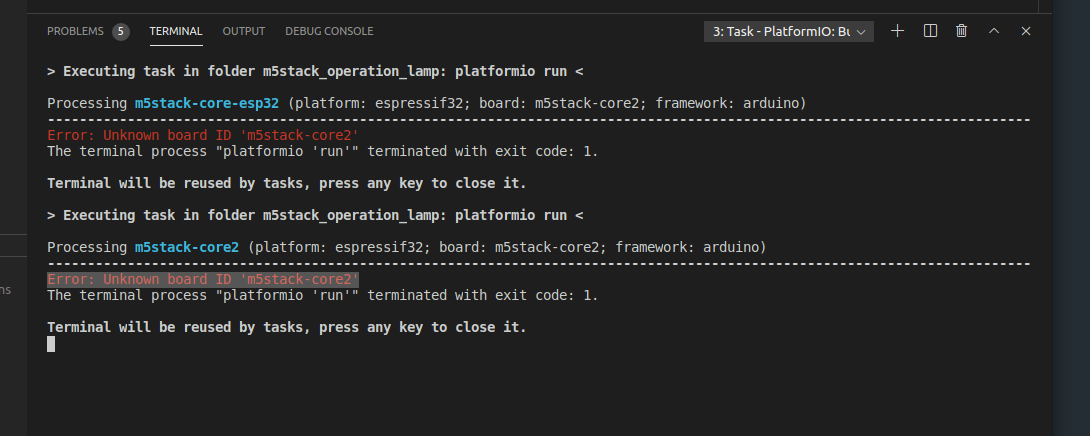 PROBLEMS 5 TERMINAL OUTPUT DEBUG CONSOLE 3: Task - PlatformIO: Bu
> Executing task in folder m5stack_operation_lamp: platformio run <
Processing m5stack-core-esp32 (platform: espressif32; board: m5stack-core2; framework: arduino)
---------------------------------------------------------------------------------------------------------------------------
Error: Unknown board ID 'm5stack-core2'
The terminal process "platformio 'run'" terminated with exit code: 1.
Terminal will be reused by tasks, press any key to close it.
> Executing task in folder m5stack_operation_lamp: platformio run <
Processing m5stack-core2 (platform: espressif32; board: m5stack-core2; framework: arduino)
---------------------------------------------------------------------------------------------------------------------------
Error: Unknown board ID 'm5stack-core2'
ns
The terminal process "platformio 'run'" terminated with exit code: 1.
Terminal will be reused by tasks, press any key to close it.